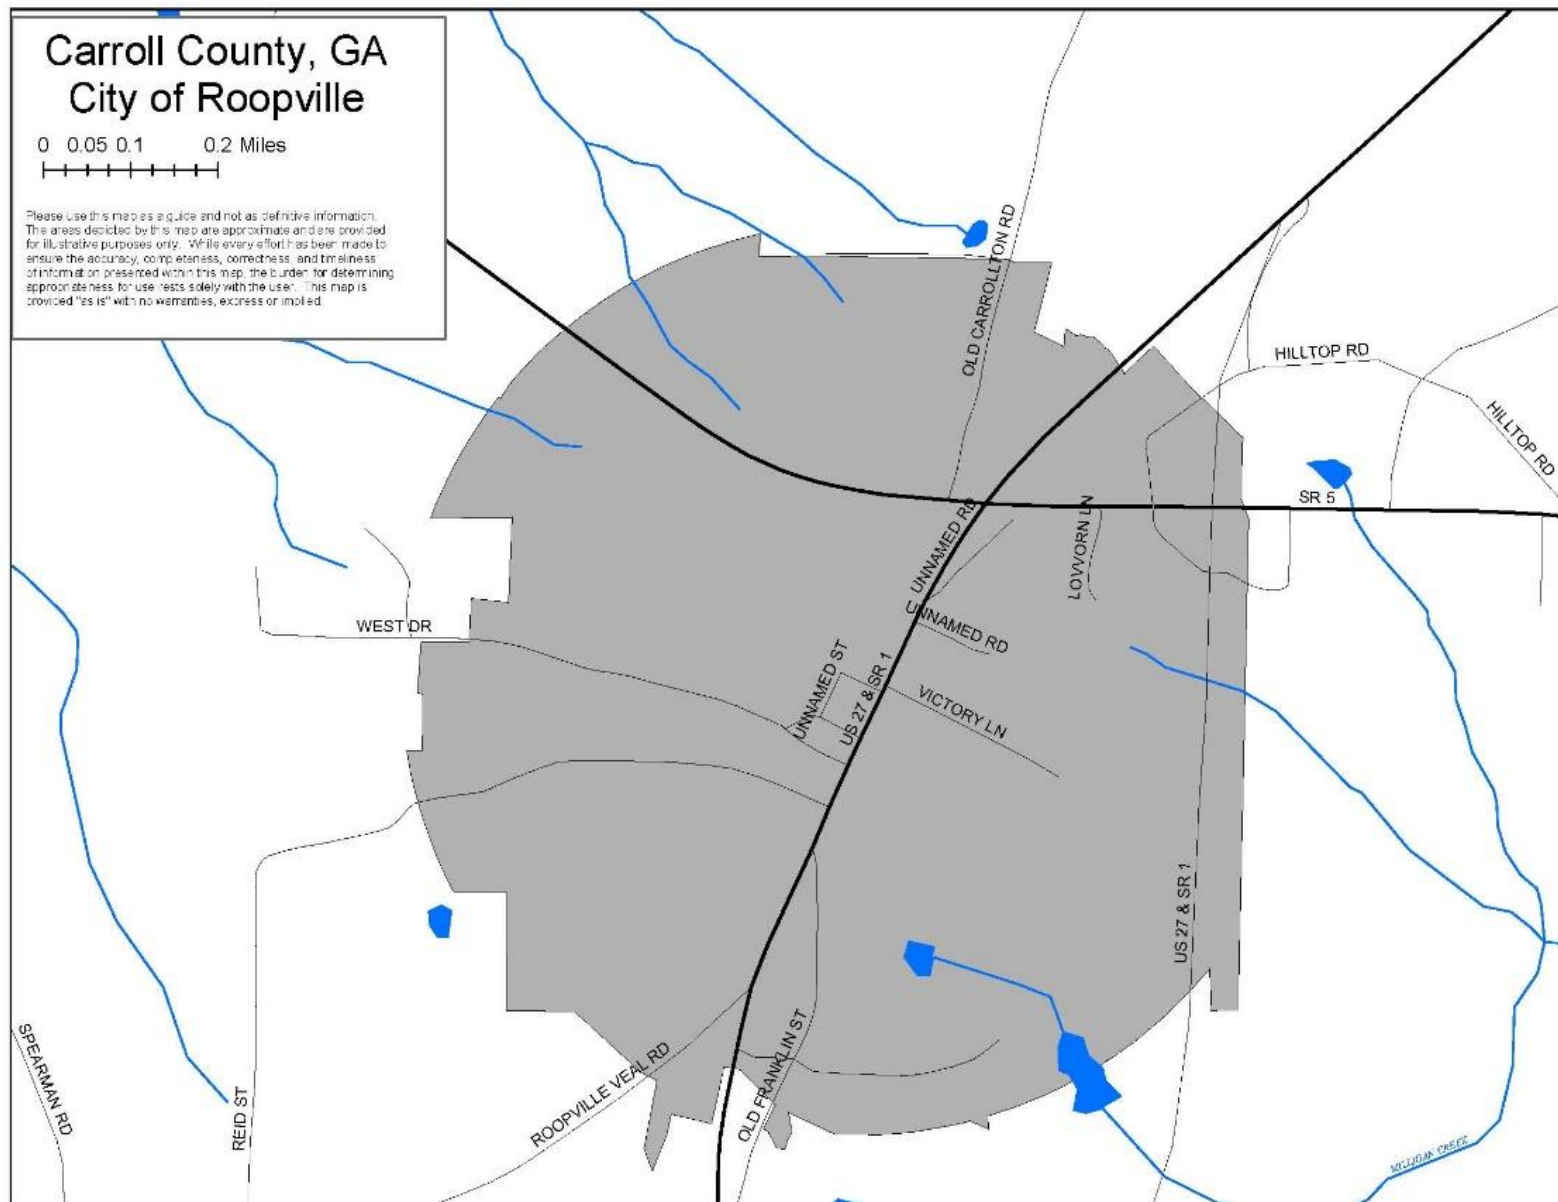 Carroll County, GA
City of Roopville
0 0.05 0.1 0.2 Miles
Please use this map as a guide and not as definitive information.
The areas depicted by this map are approximate and are provided
for illustrative purposes only. While every effort has been made to
ensure the accuracy, completeness, correctness, and timeliness
of information presented within this map, the burden for determining
appropriateness for use rests solely with the user. This map is
provided "as is" with no warranties, express or implied.
OLD CARROLLTON RD
HILLTOP RD
HILLTOP RD
SR 5
UNNAMED RD
LOVVORN LN
UNNAMED RD
WEST DR
UNNAMED ST
US 27 & SR 1
VICTORY LN
US 27 & SR 1
SPEARMAN RD
REID ST
ROOPVILLE VEAL RD
OLD FRANKLIN ST
MILLIGAN CREEK